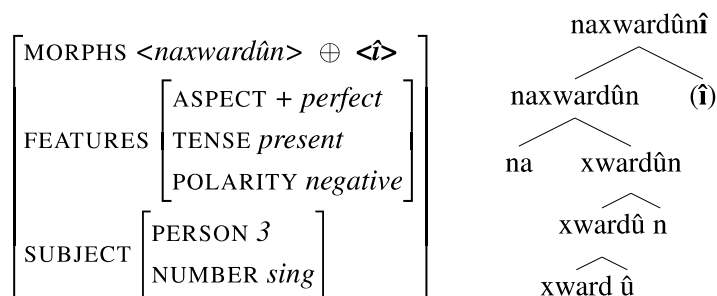 MORPHS <naxwardûn> ⊕ <î>
FEATURES
ASPECT + perfect
TENSE present
POLARITY negative
SUBJECT
PERSON 3
NUMBER sing
naxwardûnî
naxwardûn (î)
na xwardûn
xwardû n
xward û